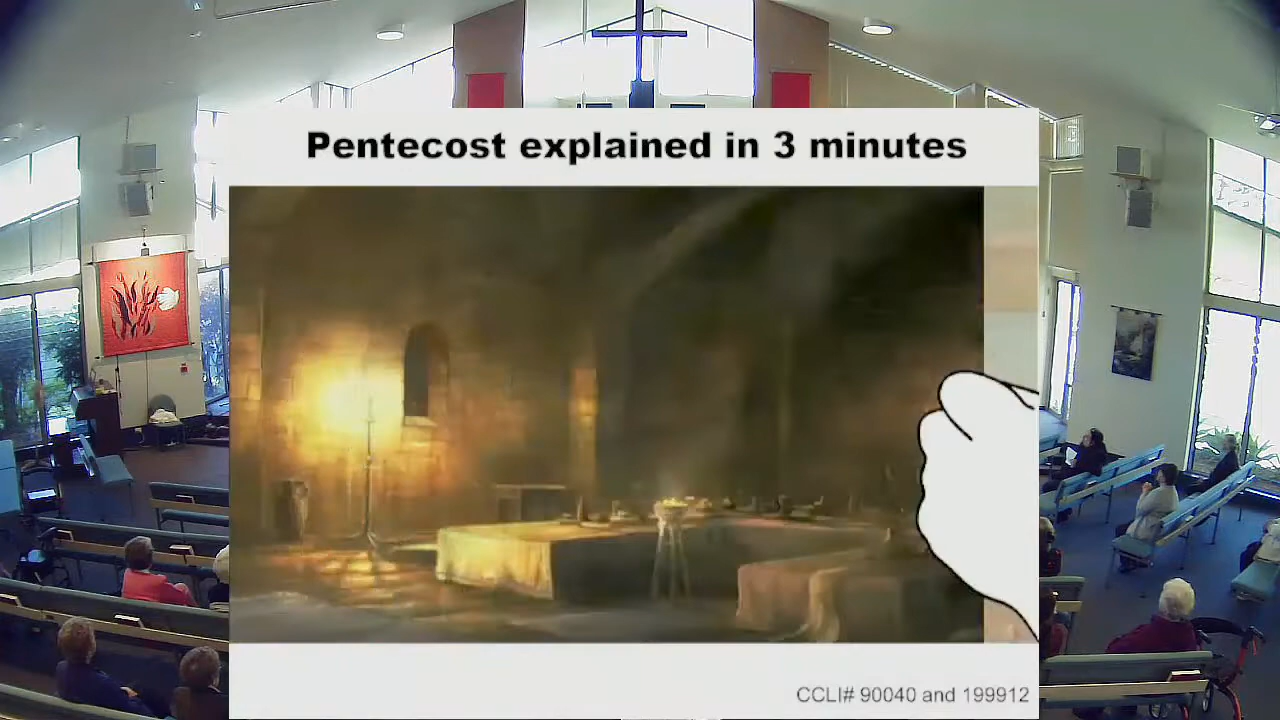 Pentecost explained in 3 minutes
CCLI# 90040 and 199912